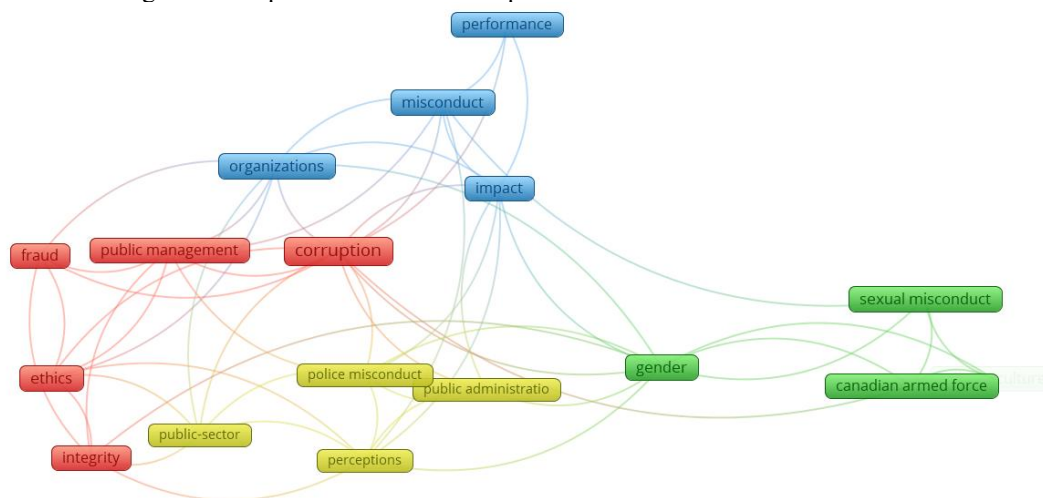 performance
misconduct
organizations
impact
fraud
public management
corruption
sexual misconduct
gender
ethics
police misconduct
public administratio
canadian armed force
public-sector
integrity
perceptions